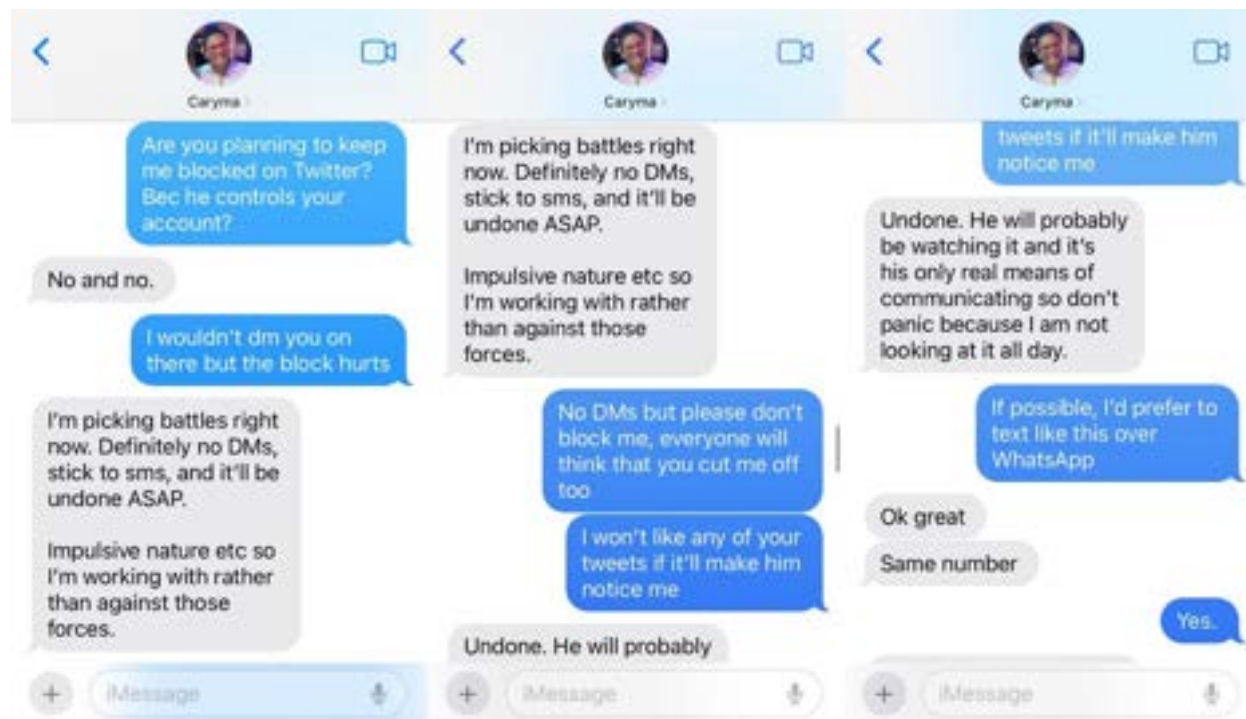 Caryma
Are you planning to keep
me blocked on Twitter?
Bec he controls your
account?
No and no.
I wouldn't dm you on
there but the block hurts
I'm picking battles right
now. Definitely no DMs,
stick to sms, and it'll be
undone ASAP.
Impulsive nature etc so
I'm working with rather
than against those
forces.
iMessage
Caryma
I'm picking battles right
now. Definitely no DMs,
stick to sms, and it'll be
undone ASAP.
Impulsive nature etc so
I'm working with rather
than against those
forces.
No DMs but please don't
block me, everyone will
think that you cut me off
too
I won't like any of your
tweets if it'll make him
notice me
Undone. He will probably
iMessage
Caryma
tweets if it'll make him
notice me
Undone. He will probably
be watching it and it's
his only real means of
communicating so don't
panic because I am not
looking at it all day.
If possible, I'd prefer to
text like this over
WhatsApp
Ok great
Same number
Yes.
iMessage